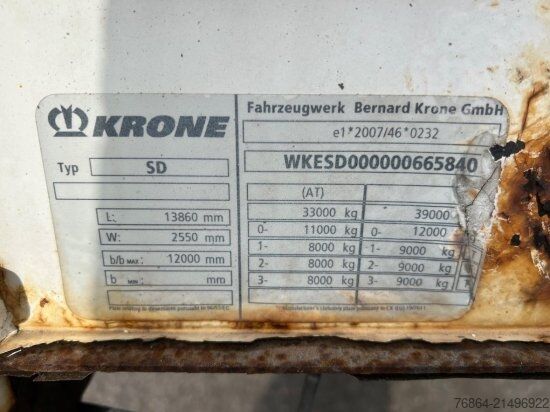 KRONE
Typ SD
L: 13860 mm
W: 2550 mm
b/b MAX: 12000 mm
b MIN: mm
Fahrzeugwerk Bernard Krone GmbH
e1*2007/46*0232
WKESD000000665840
(AT)
33000 kg 39000
0- 11000 kg 0- 12000
1- 8000 kg 1- 9000 kg
2- 8000 kg 2- 9000 kg
3- 8000 kg 3- 9000 kg
76864-21496922